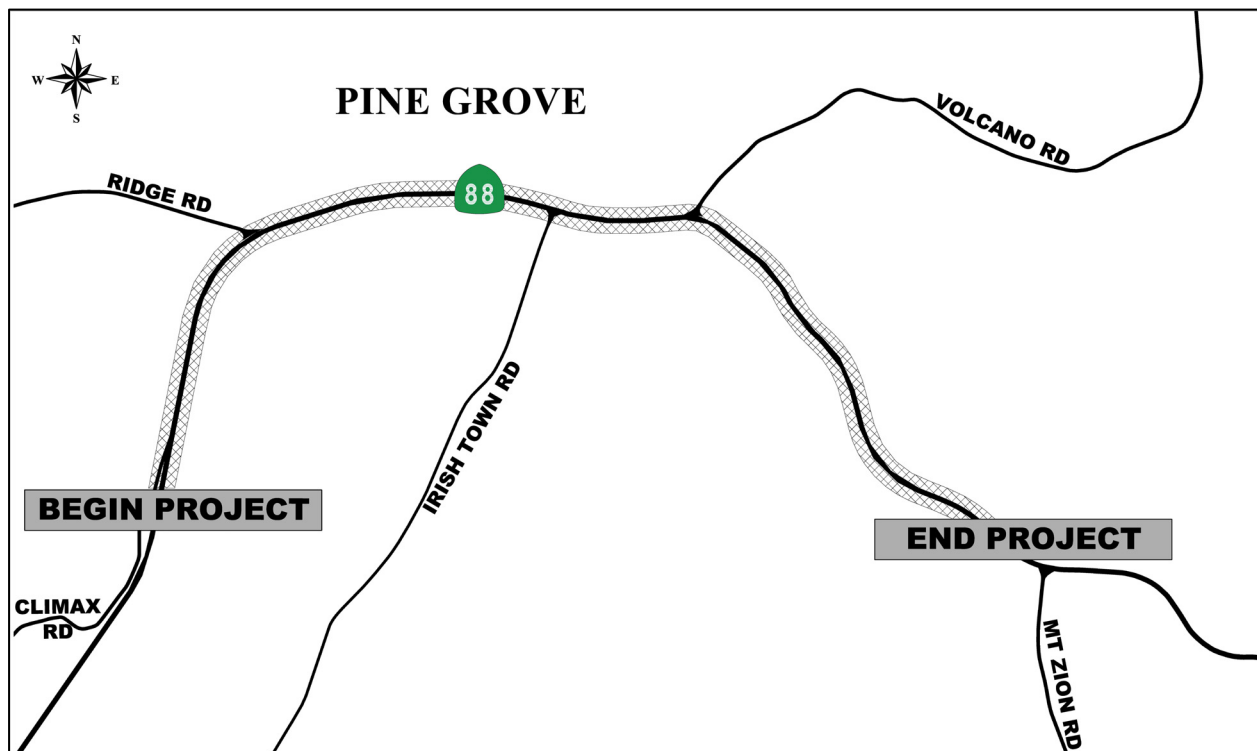 N
W
E
S
PINE GROVE
VOLCANO RD
RIDGE RD
88
IRISH TOWN RD
BEGIN PROJECT
END PROJECT
CLIMAX
RD
MT ZION RD